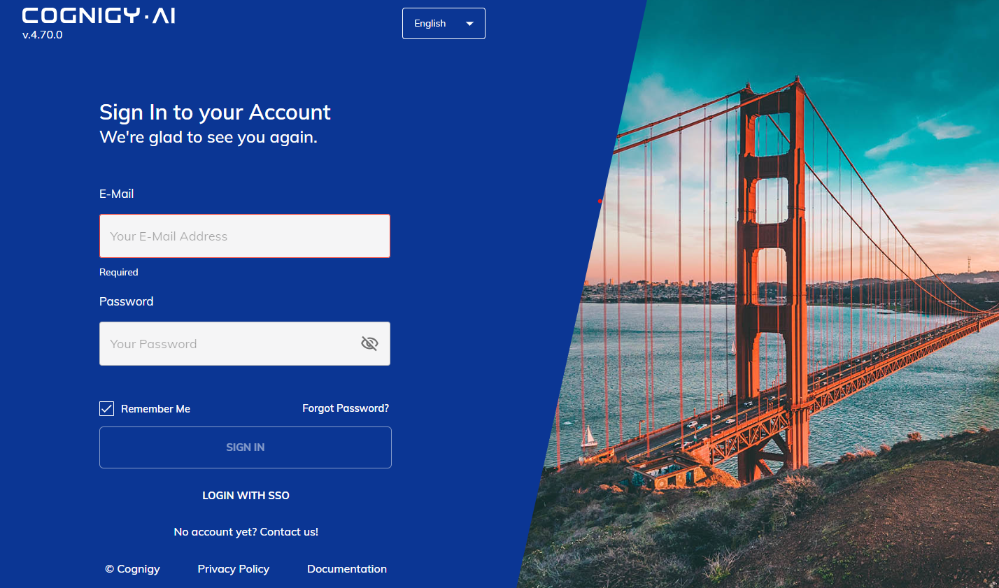 COGNIGY·AI
v.4.70.0
English
Sign In to your Account
We're glad to see you again.
E-Mail
Your E-Mail Address
Required
Password
Your Password
Remember Me
Forgot Password?
SIGN IN
LOGIN WITH SSO
No account yet? Contact us!
© Cognigy
Privacy Policy
Documentation